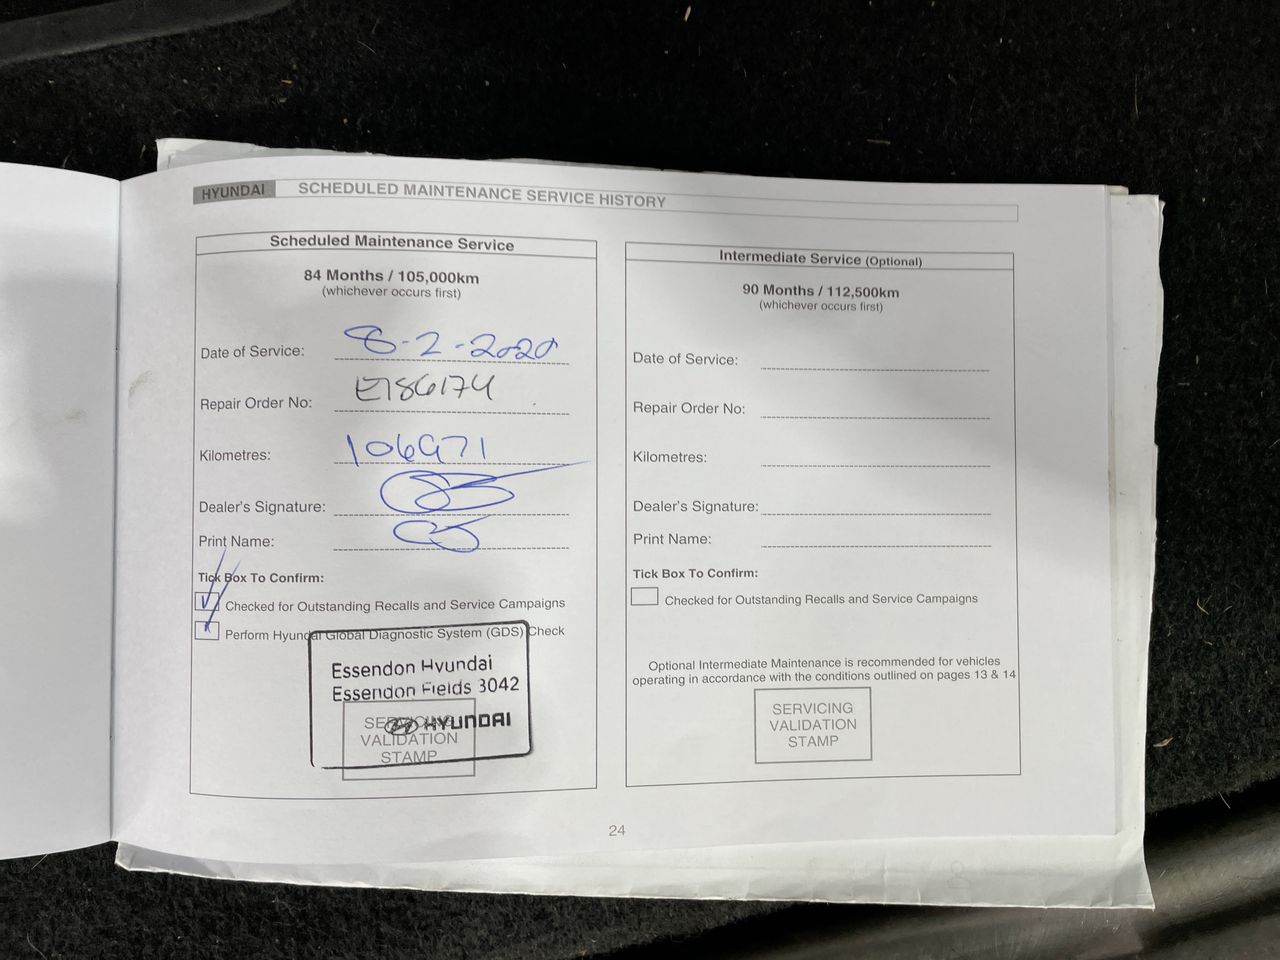 HYUNDAI SCHEDULED MAINTENANCE SERVICE HISTORY
Scheduled Maintenance Service
84 Months / 105,000km
(whichever occurs first)
Date of Service: 8-2-2020
Repair Order No: E186174
Kilometres: 106971
Dealer's Signature:
Print Name:
Tick Box To Confirm:
Checked for Outstanding Recalls and Service Campaigns
Perform Hyundai Global Diagnostic System (GDS) Check
Essendon Hyundai
Essendon Fields 3042
HYUNDAI
SERVICING
VALIDATION
STAMP
Intermediate Service (Optional)
90 Months / 112,500km
(whichever occurs first)
Date of Service:
Repair Order No:
Kilometres:
Dealer's Signature:
Print Name:
Tick Box To Confirm:
Checked for Outstanding Recalls and Service Campaigns
Optional Intermediate Maintenance is recommended for vehicles
operating in accordance with the conditions outlined on pages 13 & 14
SERVICING
VALIDATION
STAMP
24